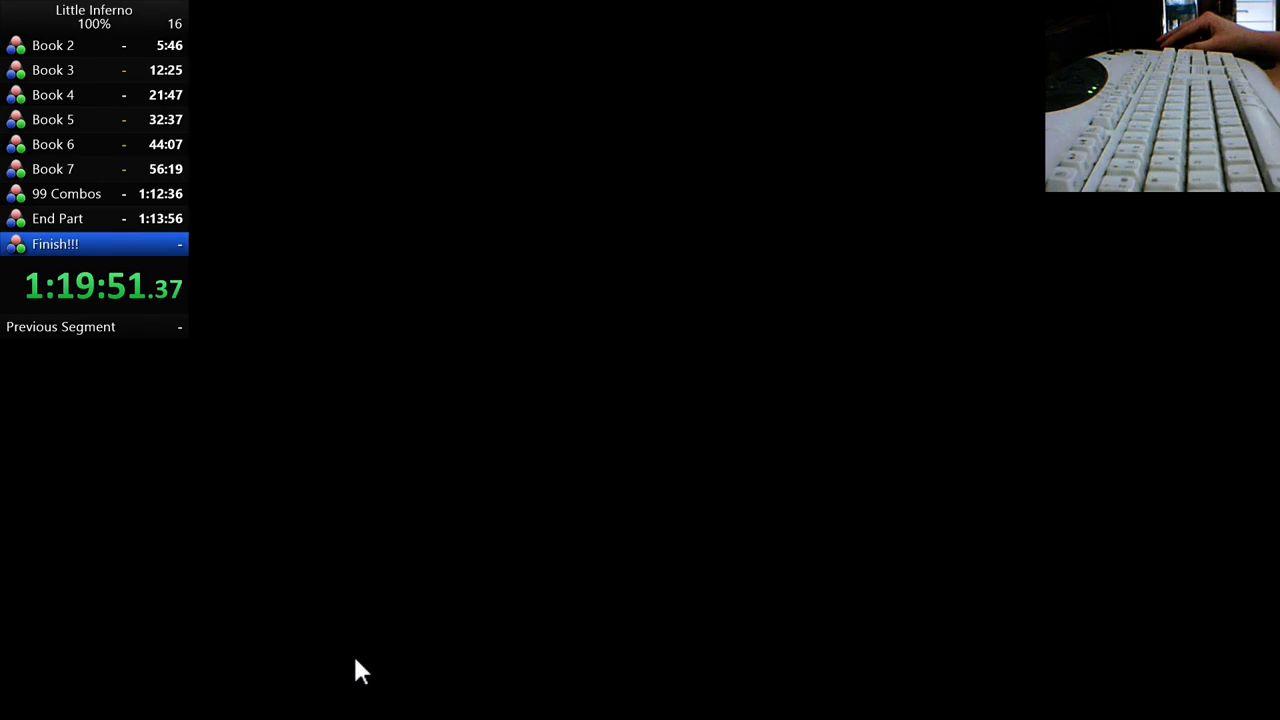 Little Inferno
100% 16
Book 2 - 5:46
Book 3 - 12:25
Book 4 - 21:47
Book 5 - 32:37
Book 6 - 44:07
Book 7 - 56:19
99 Combos - 1:12:36
End Part - 1:13:56
Finish!!! -
1:19:51.37
Previous Segment -